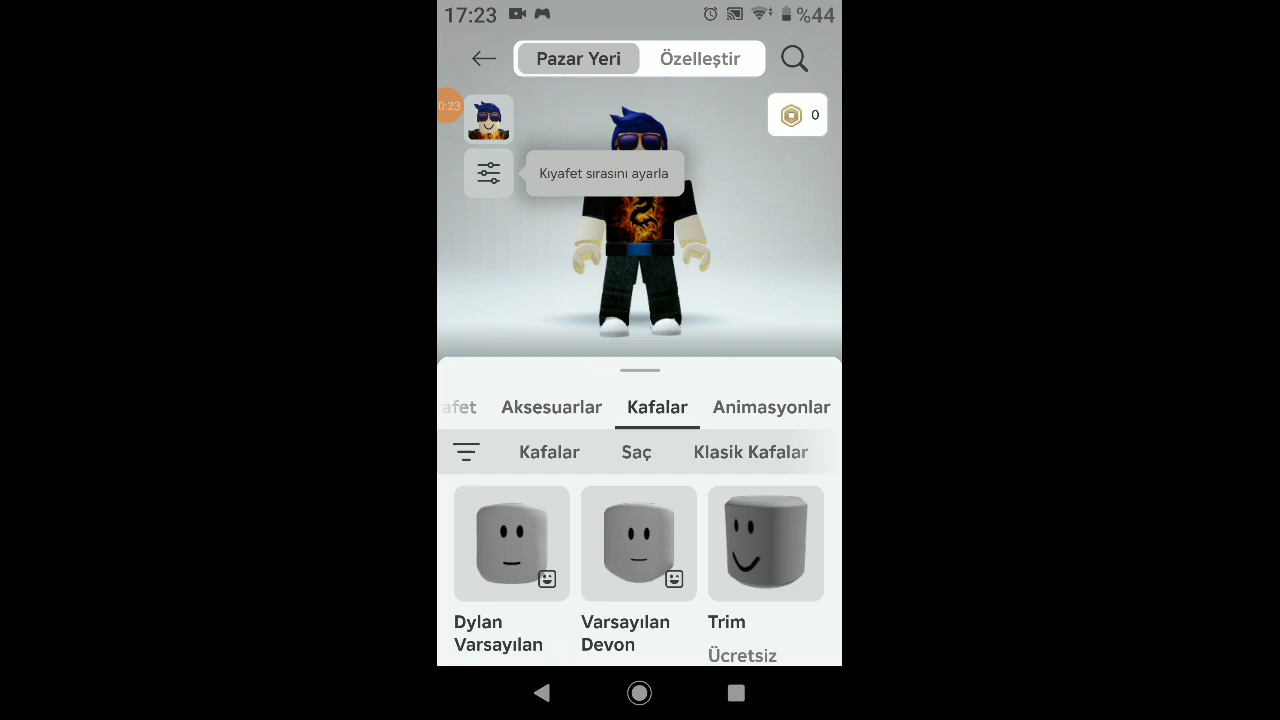 17:23
%44
Pazar Yeri
Özelleştir
0:23
0
Kıyafet sırasını ayarla
afet
Aksesuarlar
Kafalar
Animasyonlar
Kafalar
Saç
Klasik Kafalar
Dylan
Varsayılan
Varsayılan
Devon
Trim
Ücretsiz